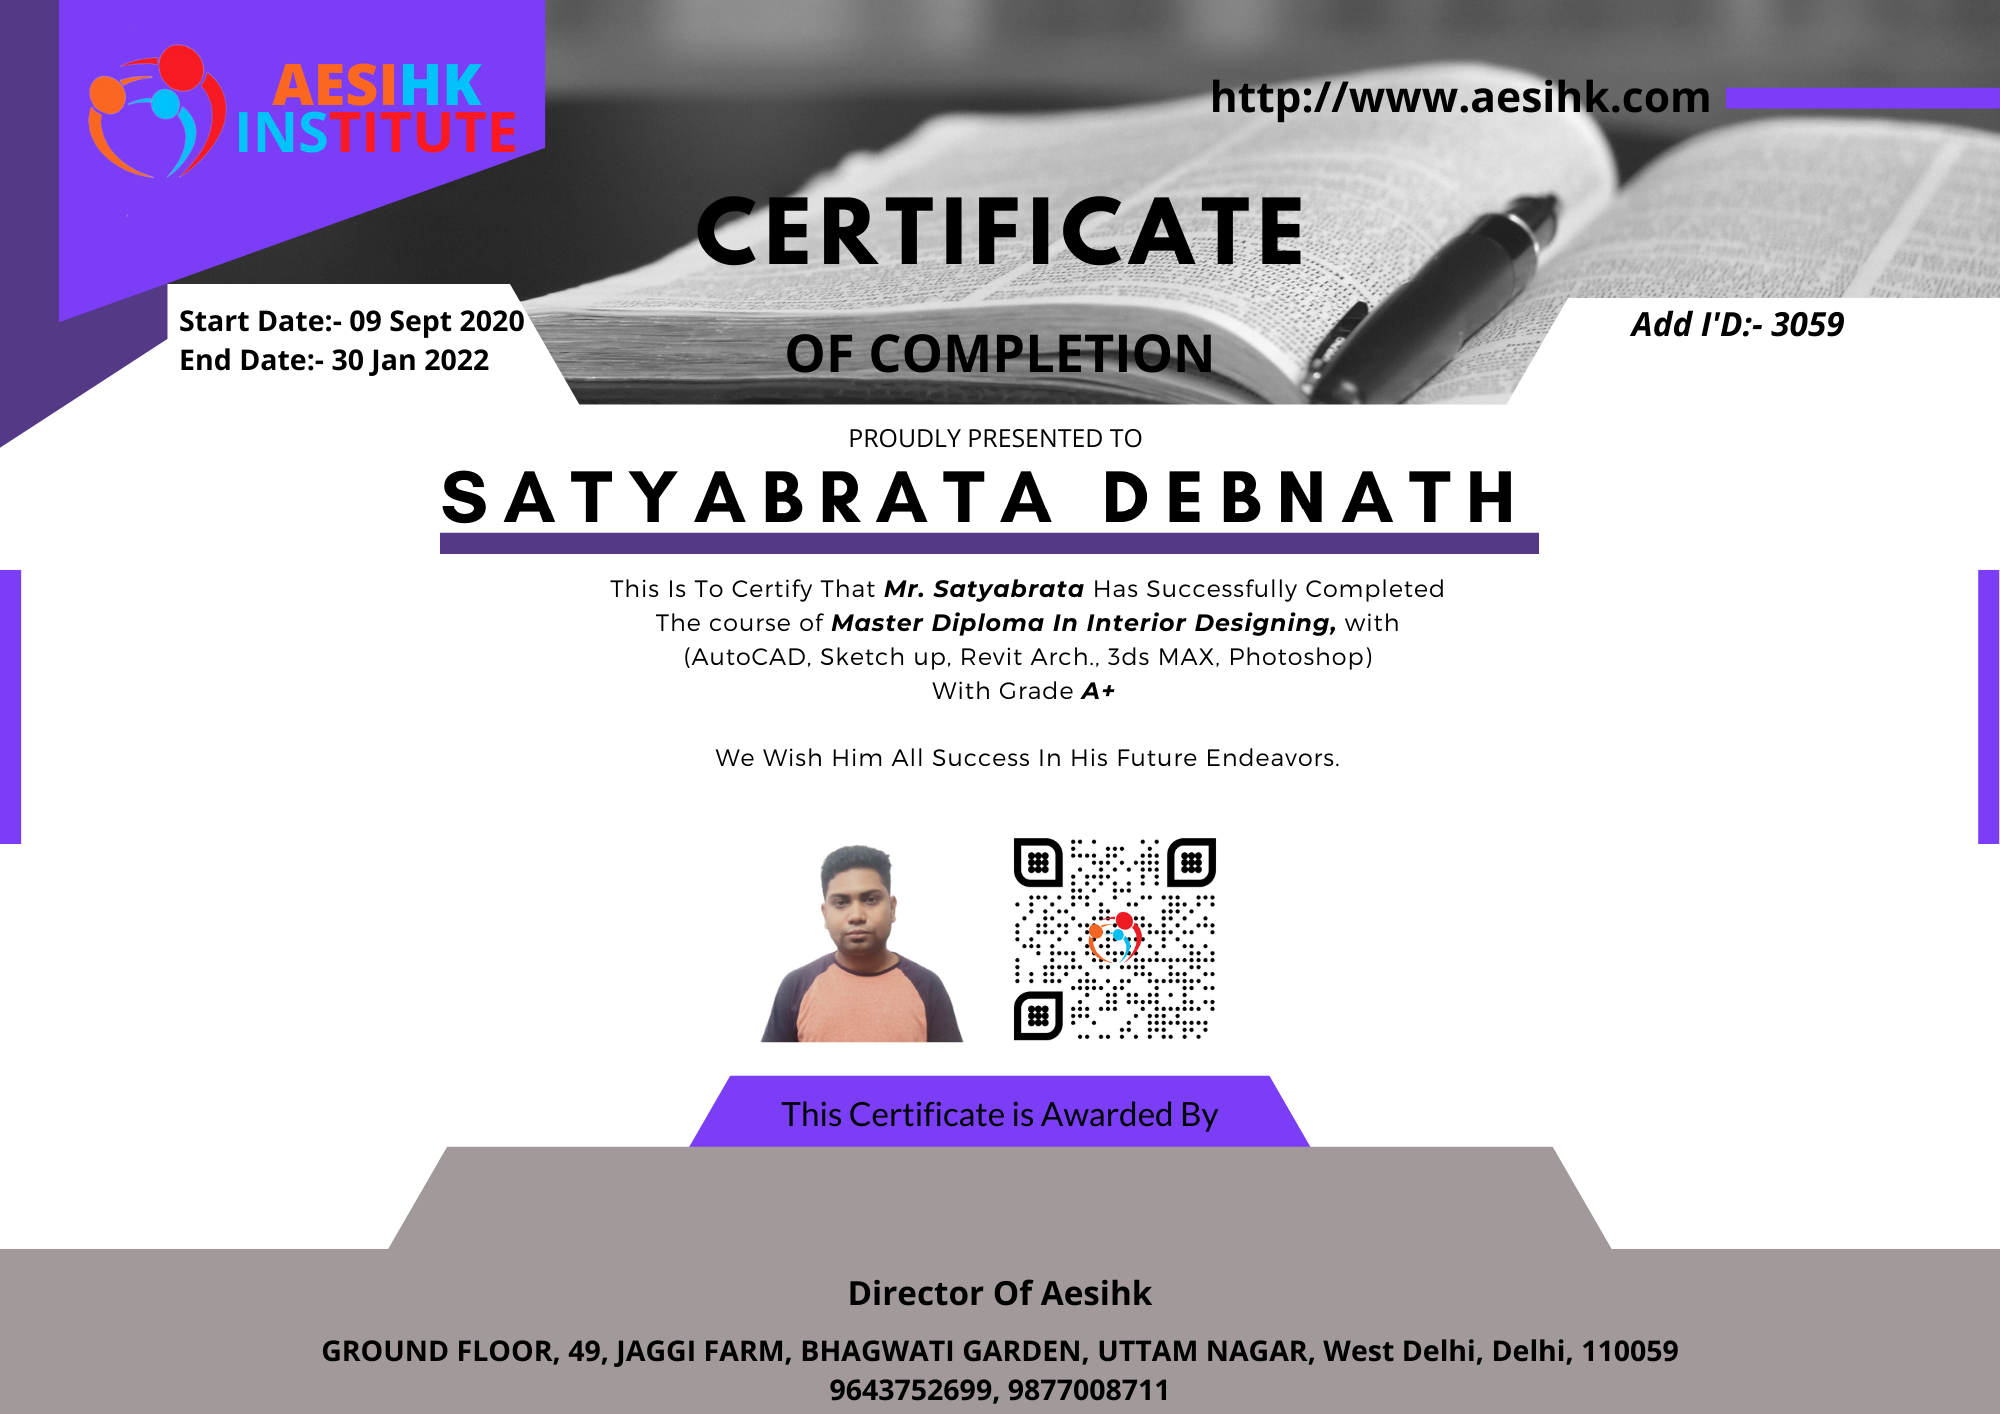 AESIHK
INSTITUTE
http://www.aesihk.com
CERTIFICATE
Start Date:- 09 Sept 2020
End Date:- 30 Jan 2022
Add I'D:- 3059
OF COMPLETION
PROUDLY PRESENTED TO
SATYABRATA DEBNATH
This Is To Certify That Mr. Satyabrata Has Successfully Completed
The course of Master Diploma In Interior Designing, with
(AutoCAD, Sketch up, Revit Arch., 3ds MAX, Photoshop)
With Grade A+
We Wish Him All Success In His Future Endeavors.
This Certificate is Awarded By
Director Of Aesihk
GROUND FLOOR, 49, JAGGI FARM, BHAGWATI GARDEN, UTTAM NAGAR, West Delhi, Delhi, 110059
9643752699, 9877008711